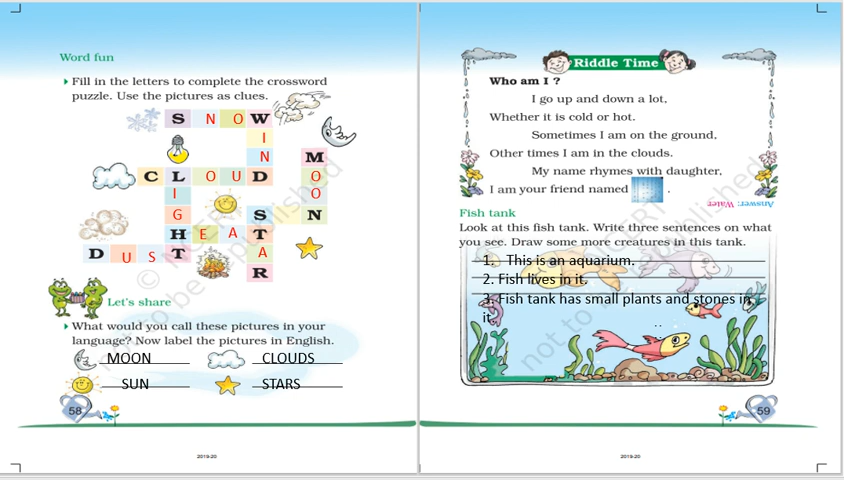 Word fun
Fill in the letters to complete the crossword
puzzle. Use the pictures as clues.
S N O W
I
N M
C L O U D O
I O
G S N
H E A T
D U S T A
R
Let's share
What would you call these pictures in your
language? Now label the pictures in English.
MOON CLOUDS
SUN STARS
58
2019-20
Riddle Time
Who am I ?
I go up and down a lot,
Whether it is cold or hot.
Sometimes I am on the ground,
Other times I am in the clouds.
My name rhymes with daughter,
I am your friend named .
Answer: Water
Fish tank
Look at this fish tank. Write three sentences on what
you see. Draw some more creatures in this tank.
1. This is an aquarium.
2. Fish lives in it.
3. Fish tank has small plants and stones in
it.
59
2019-20